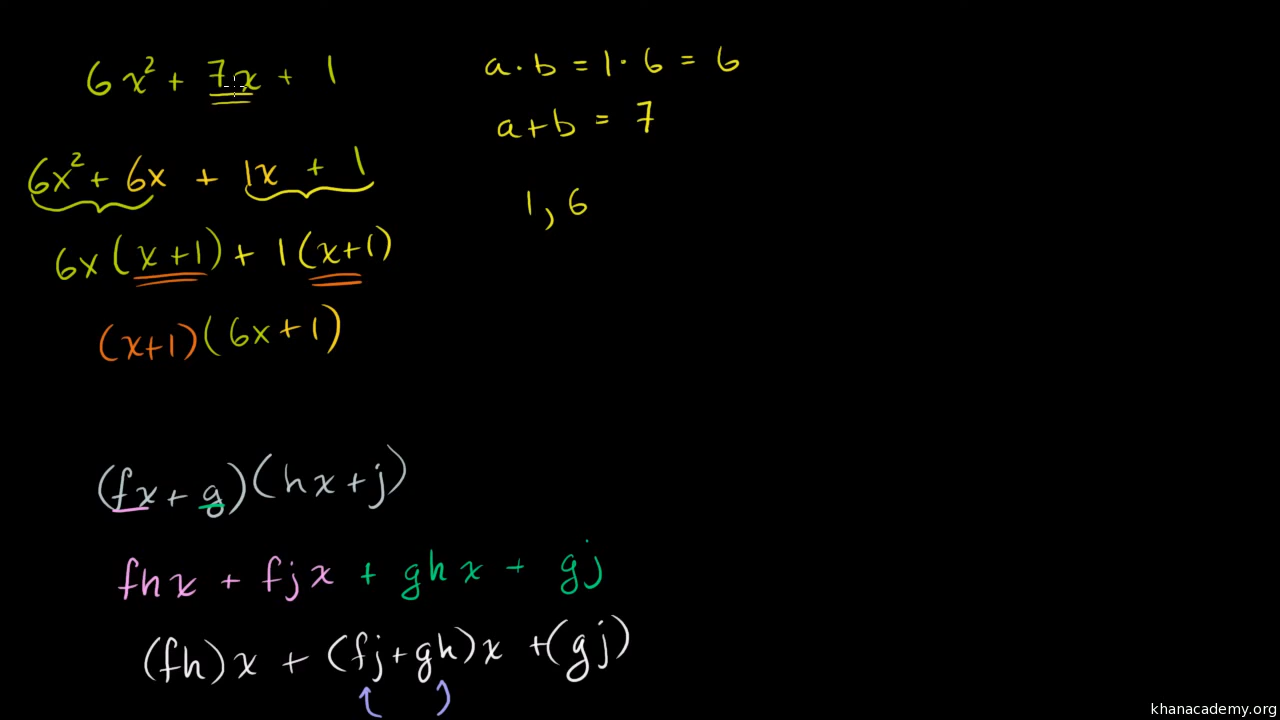 6x² + 7x + 1
6x² + 6x + 1x + 1
6x(x+1) + 1(x+1)
(x+1)(6x+1)
a · b = 1 · 6 = 6
a + b = 7
1, 6
(fx + g)(hx + j)
fhx + fjx + ghx + gj
(fh)x + (fj+gh)x +(gj)
khanacademy.org